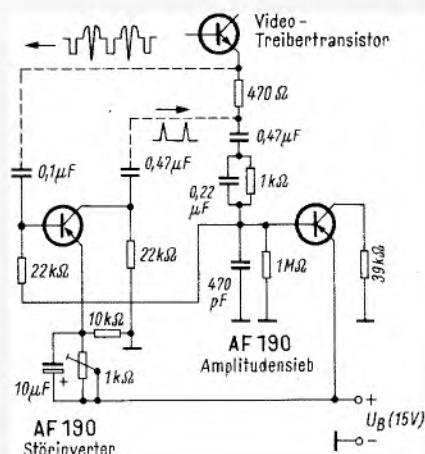 Video-
Treibertransistor
470Ω
0,1µF
0,47µF
0,47µF
0,22
µF
1kΩ
22kΩ
22kΩ
470
pF
1MΩ
39kΩ
10kΩ
10µF
+
1kΩ
AF 190
Störinverter
AF 190
Amplitudensieb
+
U_B (15V)
-